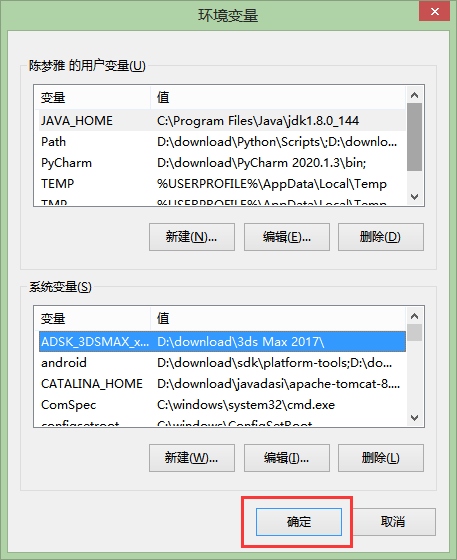 环境变量
陈梦雅 的用户变量(U)
变量 值
JAVA_HOME C:\Program Files\Java\jdk1.8.0_144
Path D:\download\Python\Scripts\;D:\downlo...
PyCharm D:\download\PyCharm 2020.1.3\bin;
TEMP %USERPROFILE%\AppData\Local\Temp
TMP %USERPROFILE%\AppData\Local\Temp
新建(N)... 编辑(E)... 删除(D)
系统变量(S)
变量 值
ADSK_3DSMAX_x... D:\download\3ds Max 2017\
android D:\download\sdk\platform-tools;D:\do...
CATALINA_HOME D:\download\javadasi\apache-tomcat-8....
ComSpec C:\windows\system32\cmd.exe
configsetroot C:\windows\ConfigSetRoot
新建(W)... 编辑(I)... 删除(L)
确定 取消